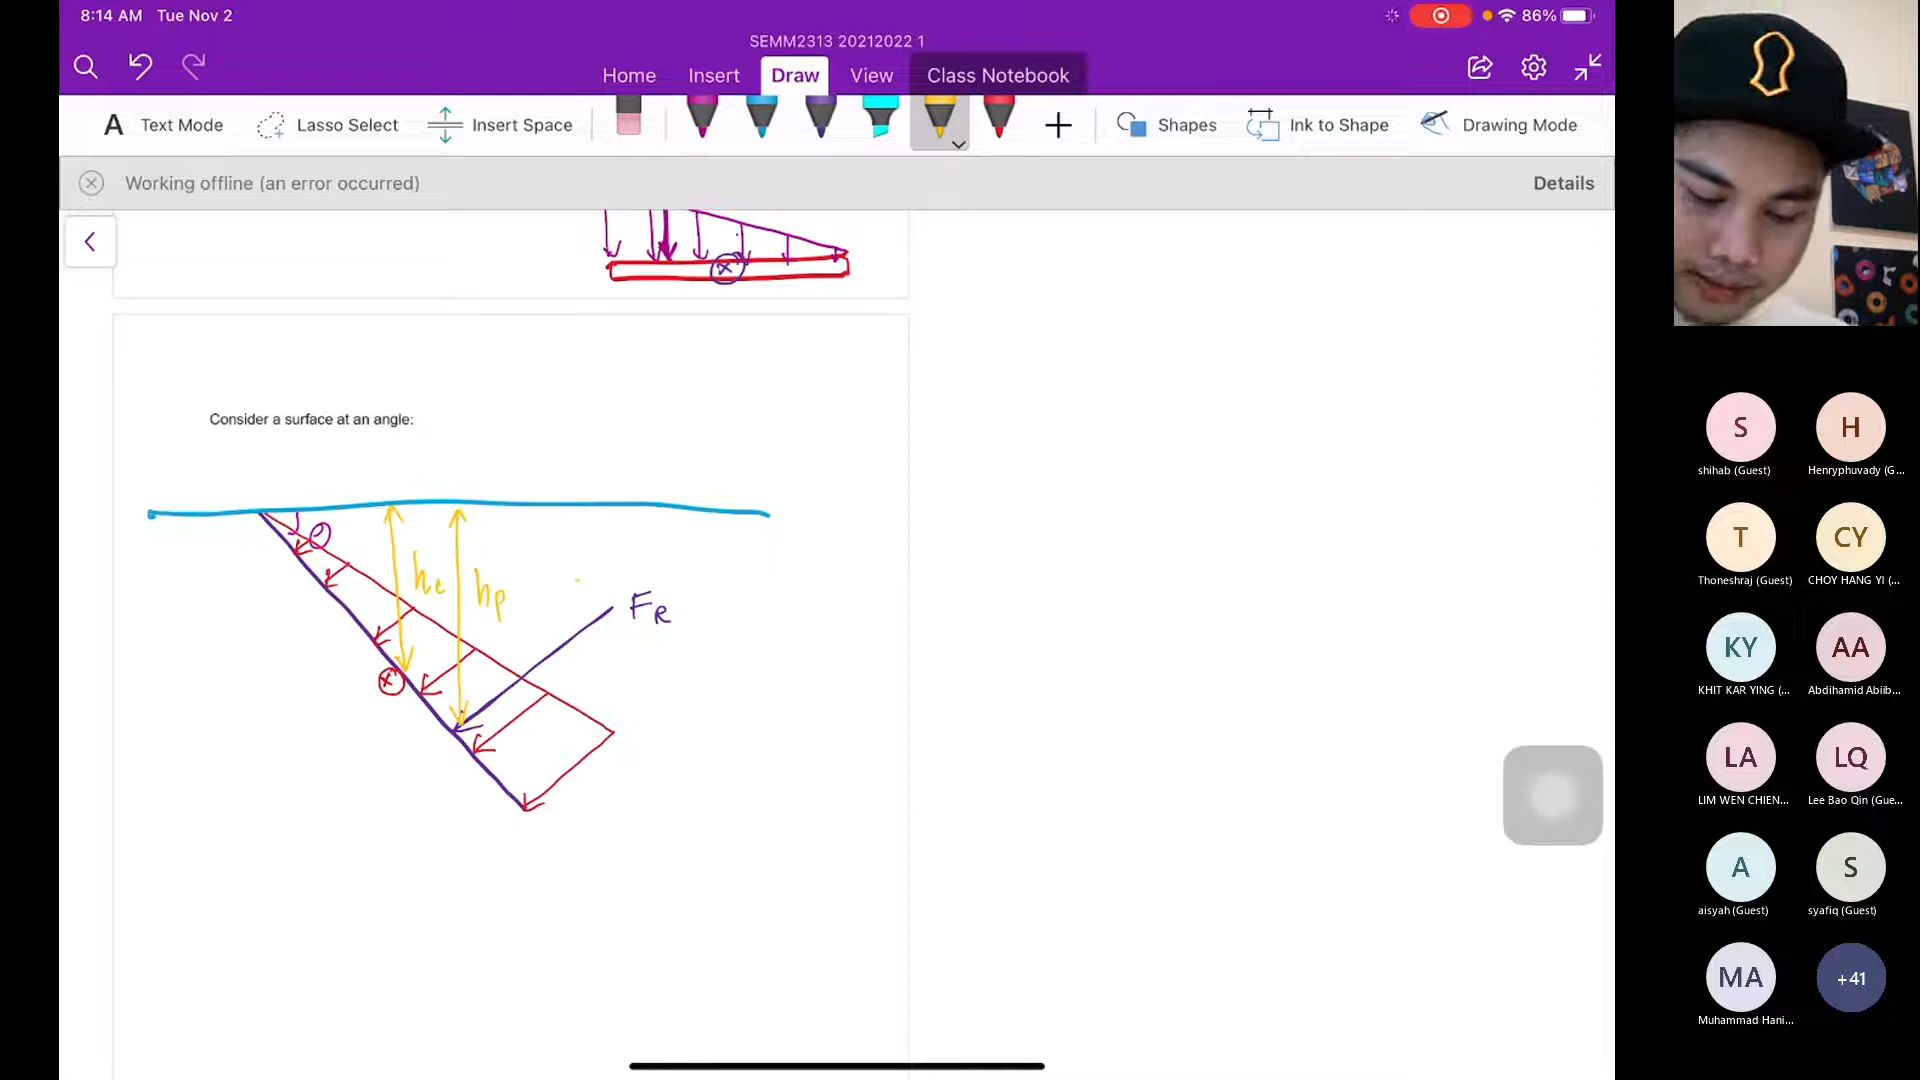 8:14 AM Tue Nov 2
86%
SEMM2313 20212022 1
Home Insert Draw View Class Notebook
A Text Mode Lasso Select Insert Space Shapes Ink to Shape Drawing Mode
Working offline (an error occurred) Details
x
Consider a surface at an angle:
θ
hc
hp
FR
x
S
shihab (Guest)
H
Henryphuvady (G...
T
Thoneshraj (Guest)
CY
CHOY HANG YI (...
KY
KHIT KAR YING (...
AA
Abdihamid Abiib...
LA
LIM WEN CHIEN...
LQ
Lee Bao Qin (Gue...
A
aisyah (Guest)
S
syafiq (Guest)
MA
Muhammad Hani...
+41